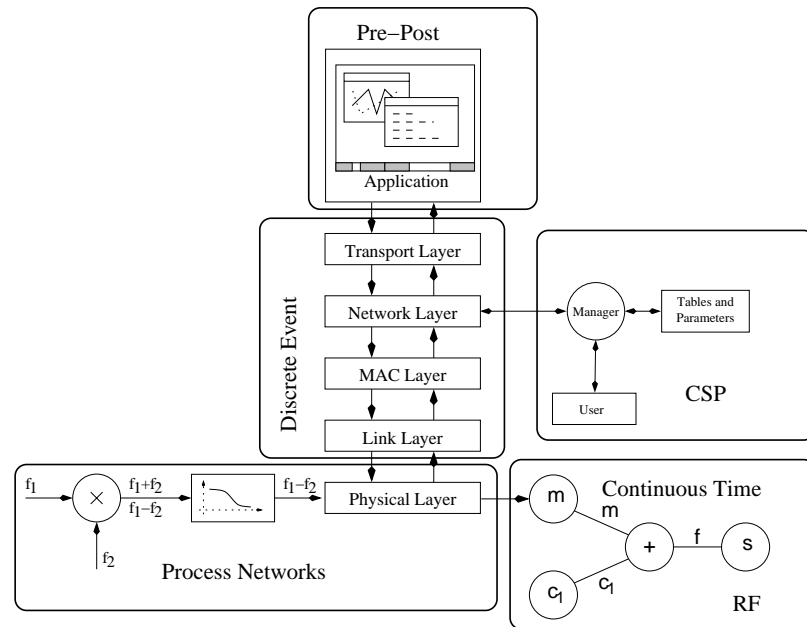 Pre-Post
Application
Transport Layer
Network Layer
MAC Layer
Link Layer
Discrete Event
Manager
Tables and
Parameters
User
CSP
f1
×
f2
f1+f2
f1−f2
f1−f2
Physical Layer
Process Networks
Continuous Time
m
m
+
f
s
c1
c1
RF